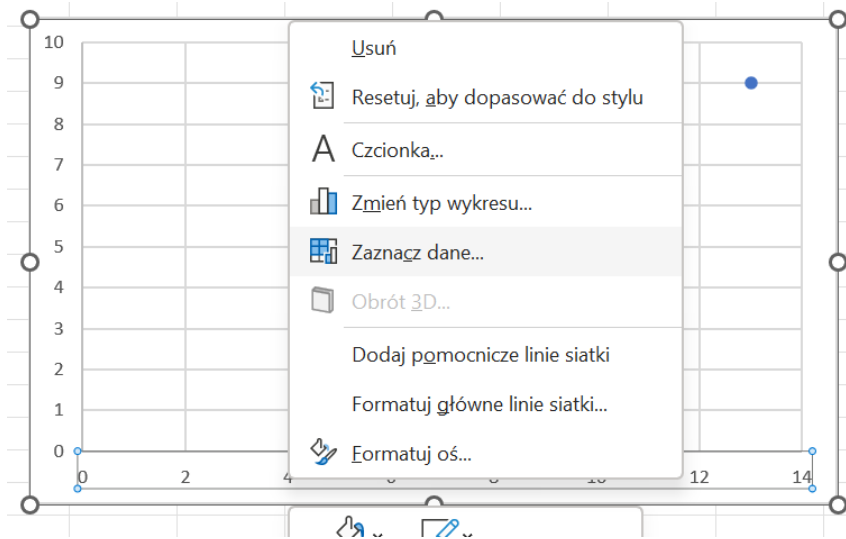 10
9
8
7
6
5
4
3
2
1
0
Usuń
Resetuj, aby dopasować do stylu
Czcionka...
Zmień typ wykresu...
Zaznacz dane...
Obrót 3D...
Dodaj pomocnicze linie siatki
Formatuj główne linie siatki...
Formatuj oś...
0 2 4 12 14